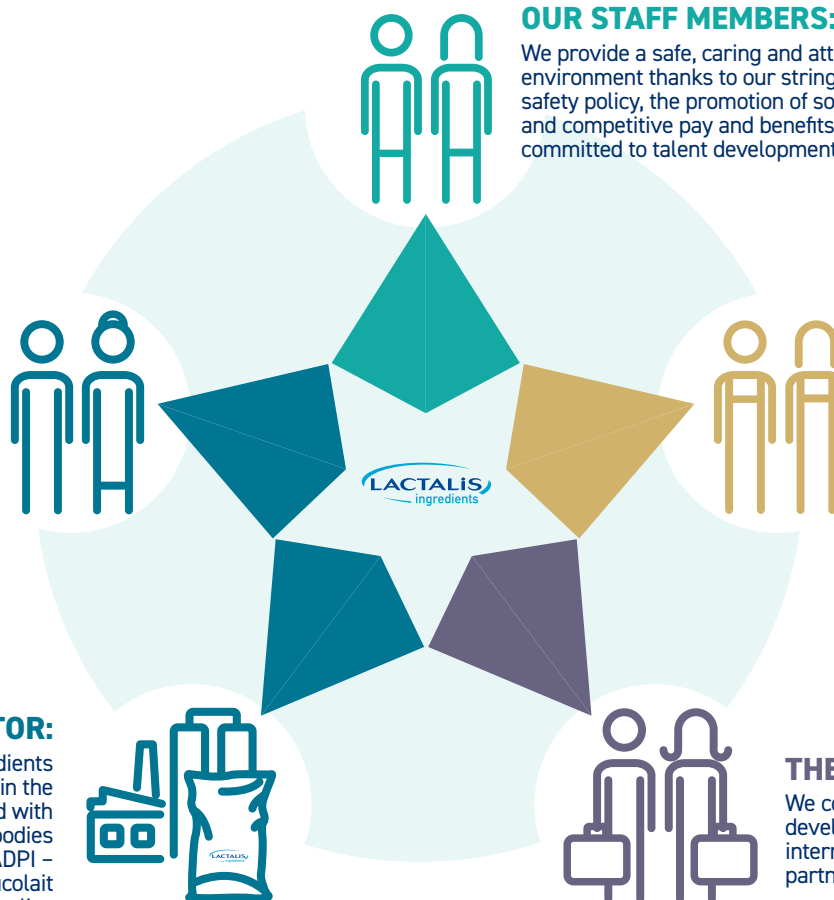 OUR STAFF MEMBERS:
We provide a safe, caring and att
environment thanks to our string
safety policy, the promotion of so
and competitive pay and benefits
committed to talent development
LACTALiS
ingredients
TOR:
dients
in the
d with
bodies
ADPI –
ucolait
LACTALiS
ingredients
THE
We co
develo
intern
partn